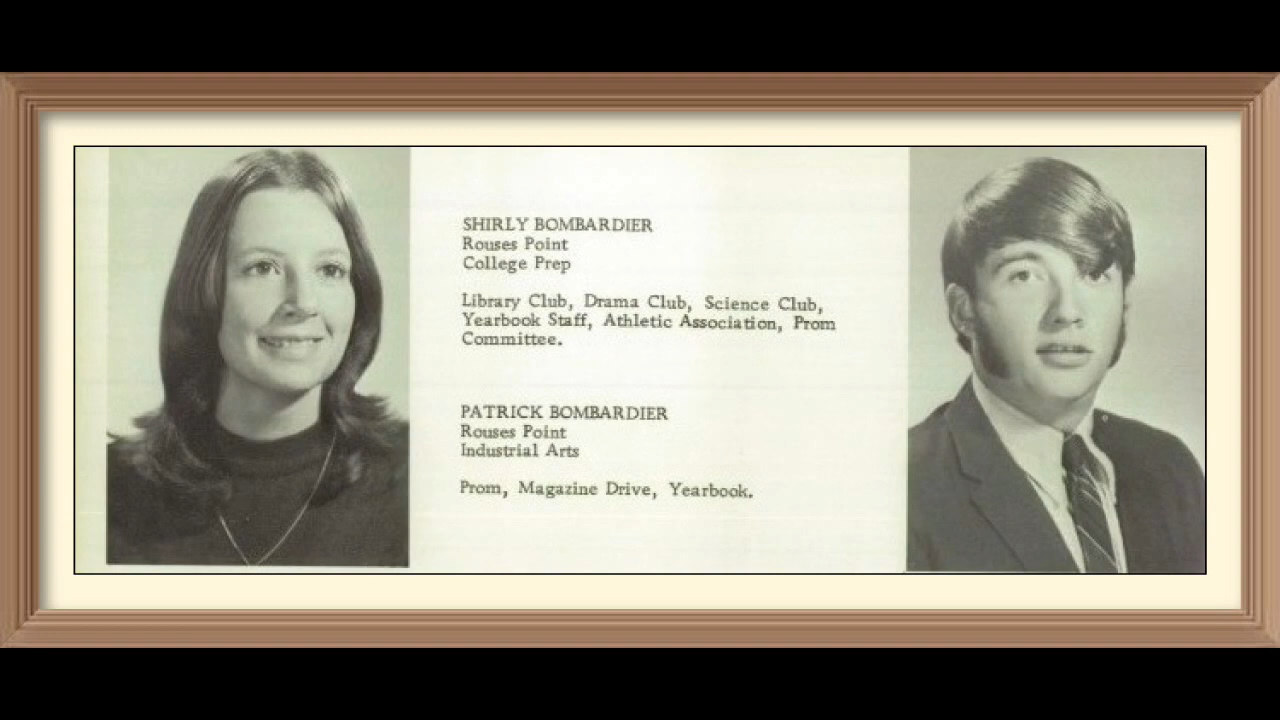 SHIRLY BOMBARDIER
Rouses Point
College Prep
Library Club, Drama Club, Science Club,
Yearbook Staff, Athletic Association, Prom
Committee.
PATRICK BOMBARDIER
Rouses Point
Industrial Arts
Prom, Magazine Drive, Yearbook.